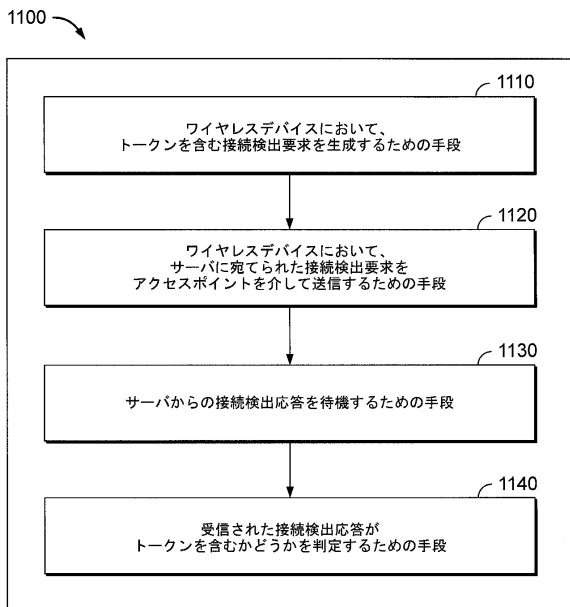 1100
1110
ワイヤレスデバイスにおいて、
トークンを含む接続検出要求を生成するための手段
1120
ワイヤレスデバイスにおいて、
サーバに宛てられた接続検出要求を
アクセスポイントを介して送信するための手段
1130
サーバからの接続検出応答を待機するための手段
1140
受信された接続検出応答が
トークンを含むかどうかを判定するための手段